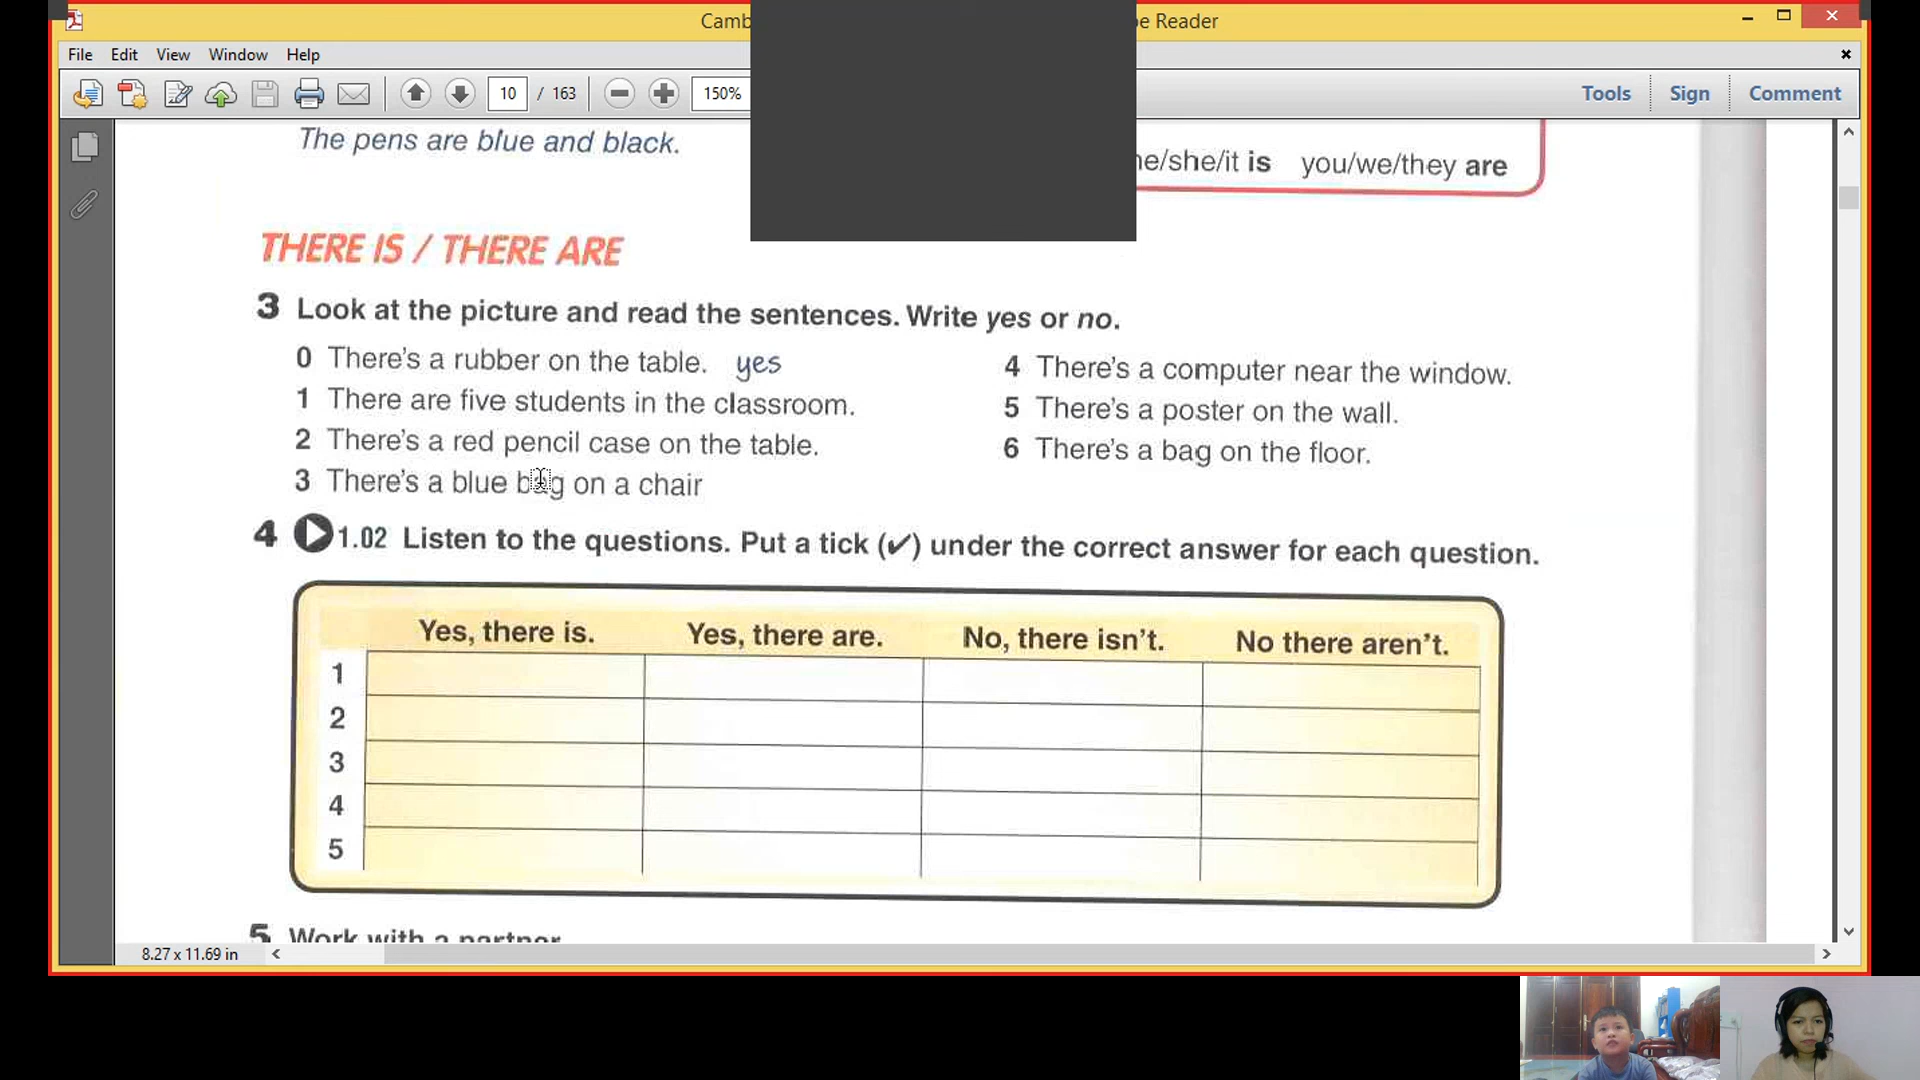 Camb
be Reader
File Edit View Window Help
10 / 163 150% Tools Sign Comment
The pens are blue and black.
he/she/it is you/we/they are
THERE IS / THERE ARE
3 Look at the picture and read the sentences. Write yes or no.
0 There's a rubber on the table. yes
1 There are five students in the classroom.
2 There's a red pencil case on the table.
3 There's a blue bag on a chair
4 There's a computer near the window.
5 There's a poster on the wall.
6 There's a bag on the floor.
4 1.02 Listen to the questions. Put a tick (✓) under the correct answer for each question.
Yes, there is. Yes, there are. No, there isn't. No there aren't.
1
2
3
4
5
5 Work with a partner
8.27 x 11.69 in